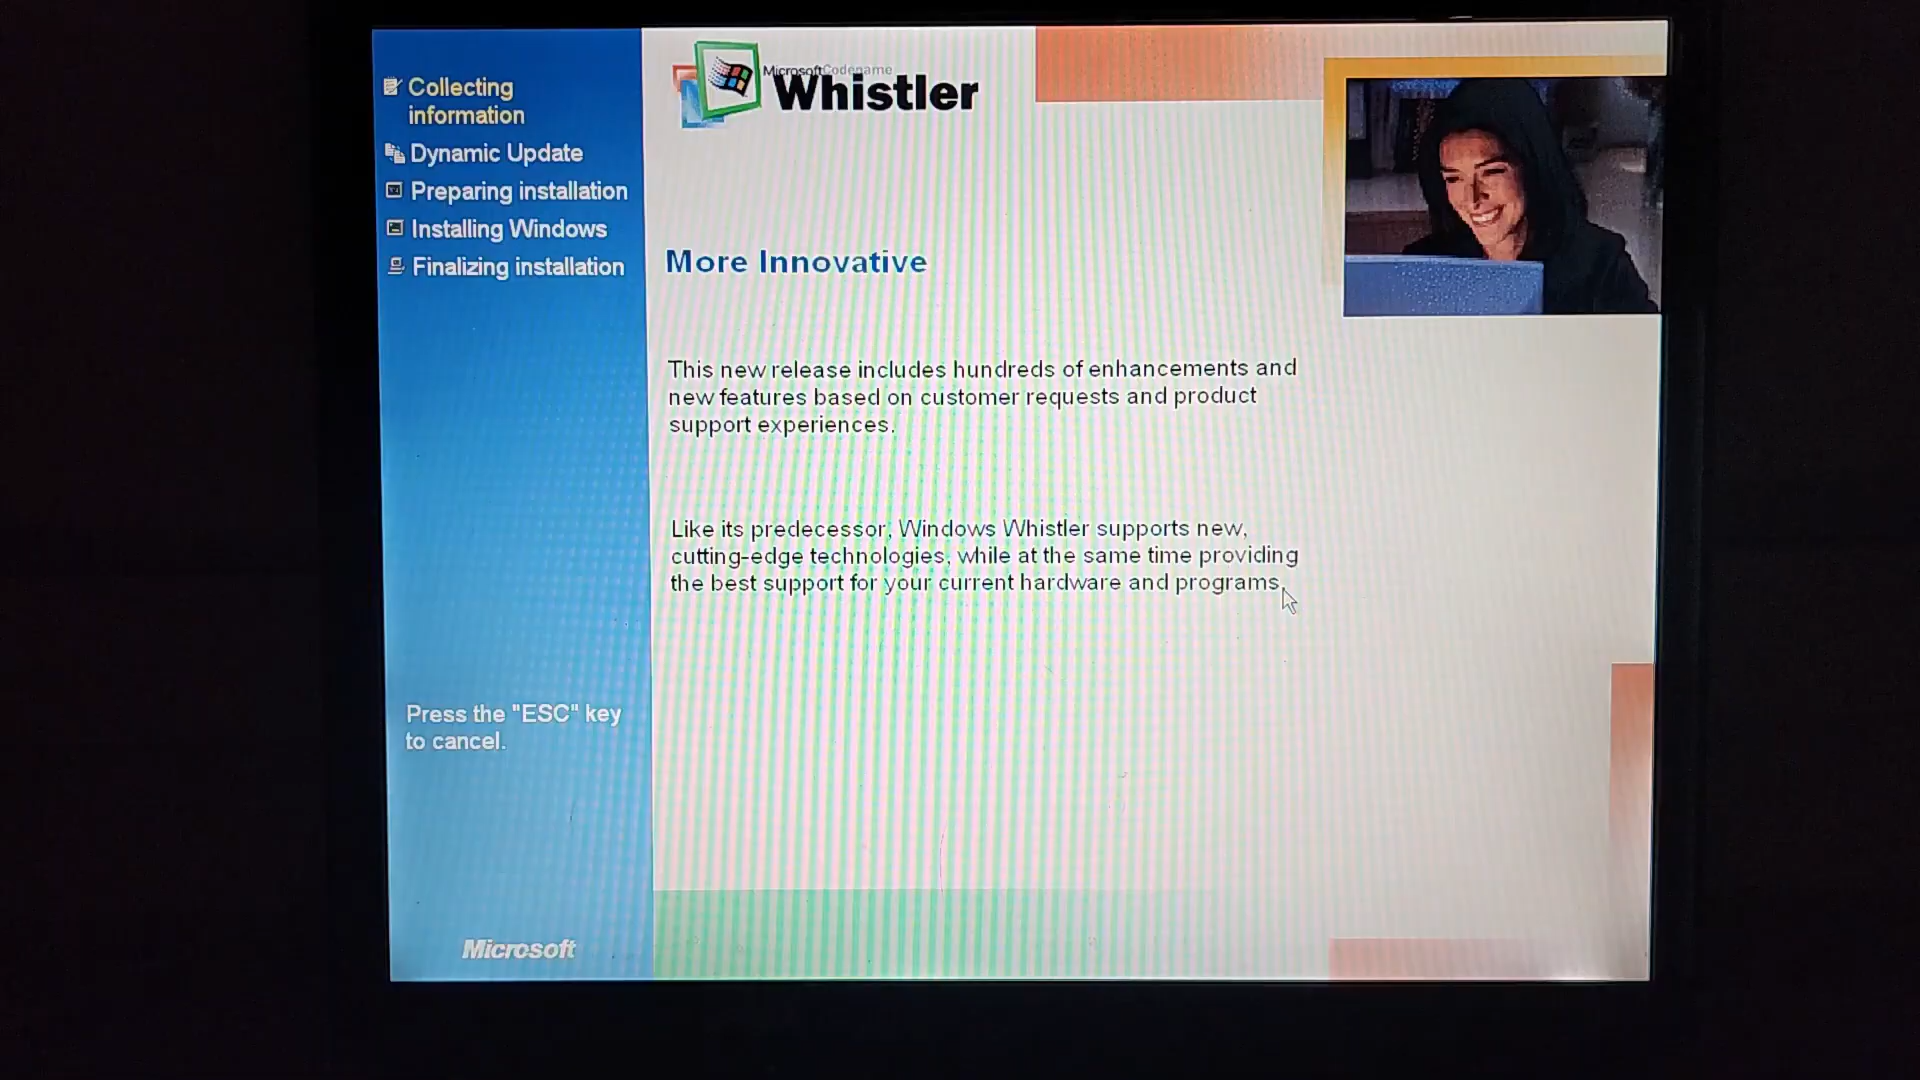 Collecting
information
Dynamic Update
Preparing installation
Installing Windows
Finalizing installation
Press the "ESC" key
to cancel.
Microsoft
MicrosoftCodename
Whistler
More Innovative
This new release includes hundreds of enhancements and
new features based on customer requests and product
support experiences.
Like its predecessor, Windows Whistler supports new,
cutting-edge technologies, while at the same time providing
the best support for your current hardware and programs.